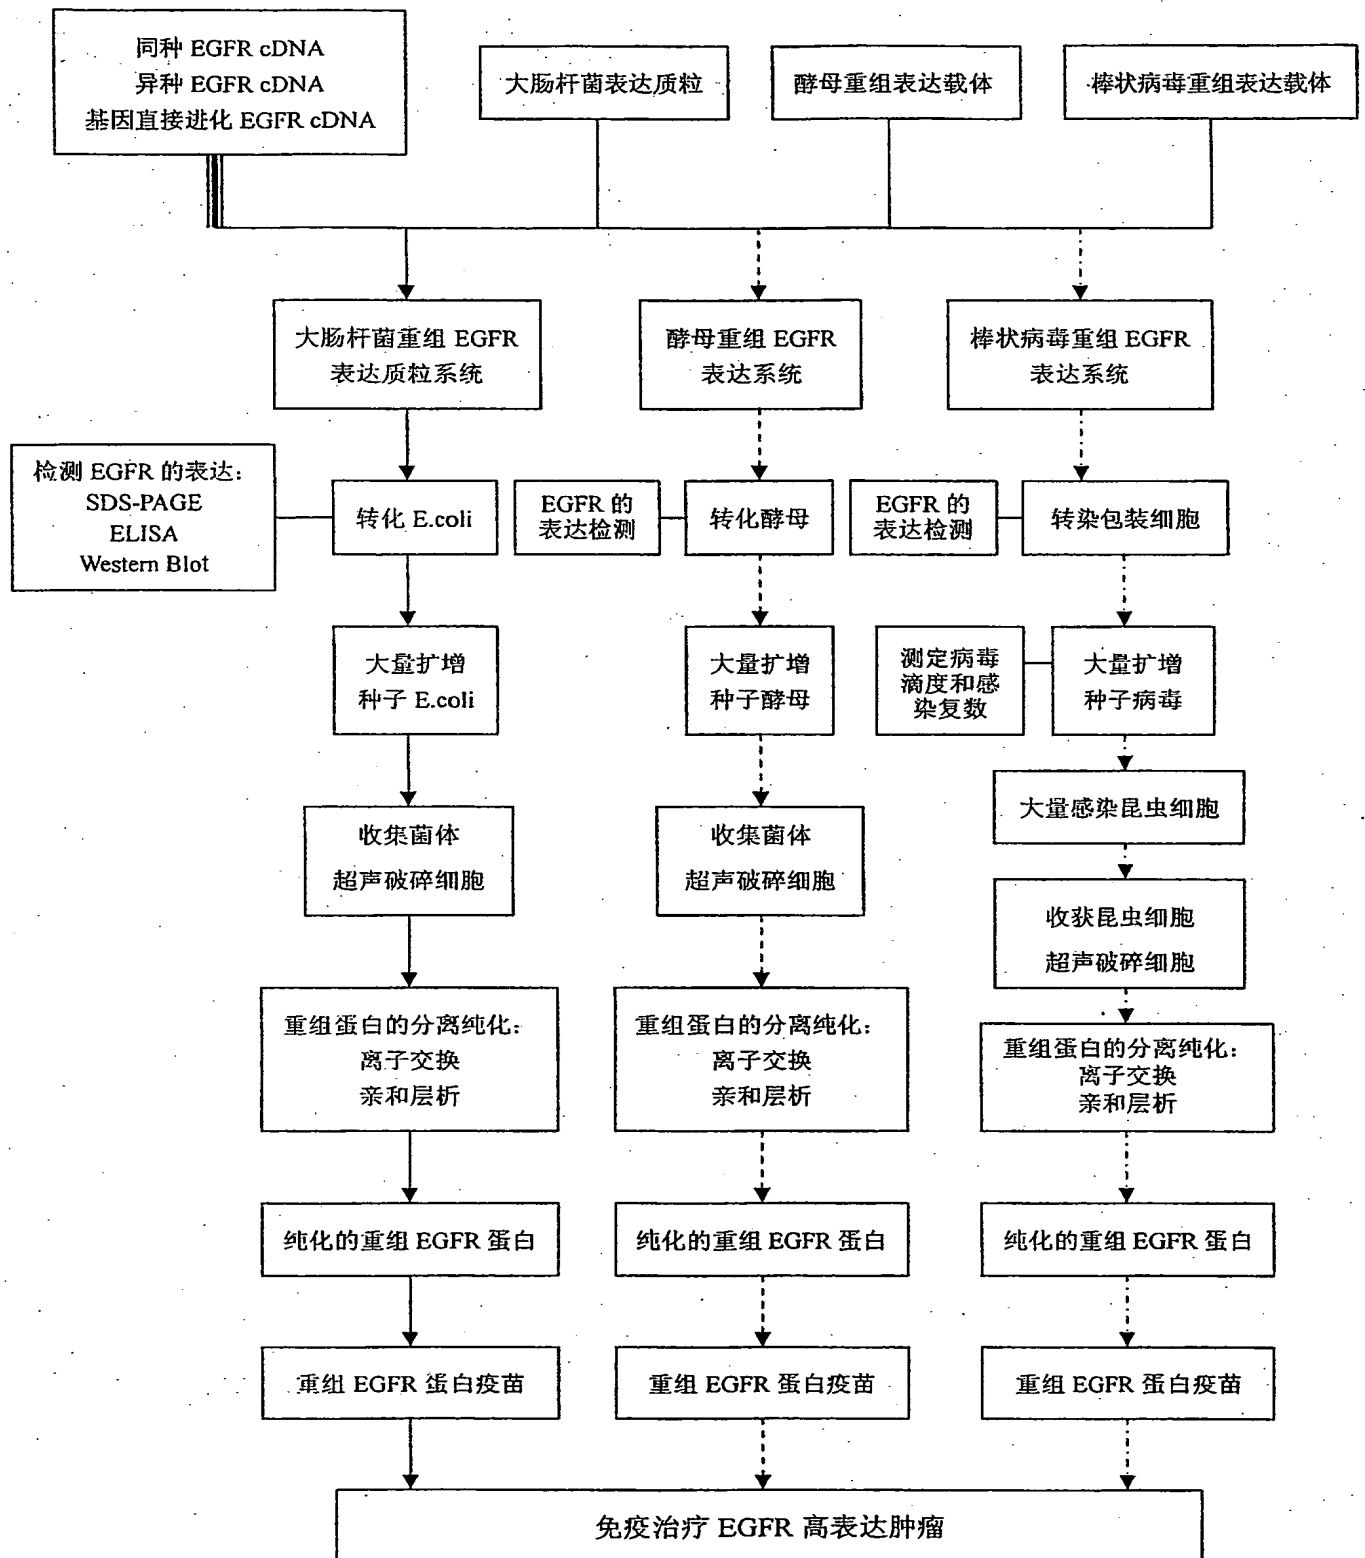 同种 EGFR cDNA
异种 EGFR cDNA
基因直接进化 EGFR cDNA
大肠杆菌表达质粒
酵母重组表达载体
棒状病毒重组表达载体
大肠杆菌重组 EGFR
表达质粒系统
酵母重组 EGFR
表达系统
棒状病毒重组 EGFR
表达系统
检测 EGFR 的表达：
SDS-PAGE
ELISA
Western Blot
转化 E.coli
EGFR 的
表达检测
转化酵母
EGFR 的
表达检测
转染包装细胞
大量扩增
种子 E.coli
大量扩增
种子酵母
测定病毒
滴度和感
染复数
大量扩增
种子病毒
收集菌体
超声破碎细胞
收集菌体
超声破碎细胞
大量感染昆虫细胞
收获昆虫细胞
超声破碎细胞
重组蛋白的分离纯化：
离子交换
亲和层析
重组蛋白的分离纯化：
离子交换
亲和层析
重组蛋白的分离纯化：
离子交换
亲和层析
纯化的重组 EGFR 蛋白
纯化的重组 EGFR 蛋白
纯化的重组 EGFR 蛋白
重组 EGFR 蛋白疫苗
重组 EGFR 蛋白疫苗
重组 EGFR 蛋白疫苗
免疫治疗 EGFR 高表达肿瘤